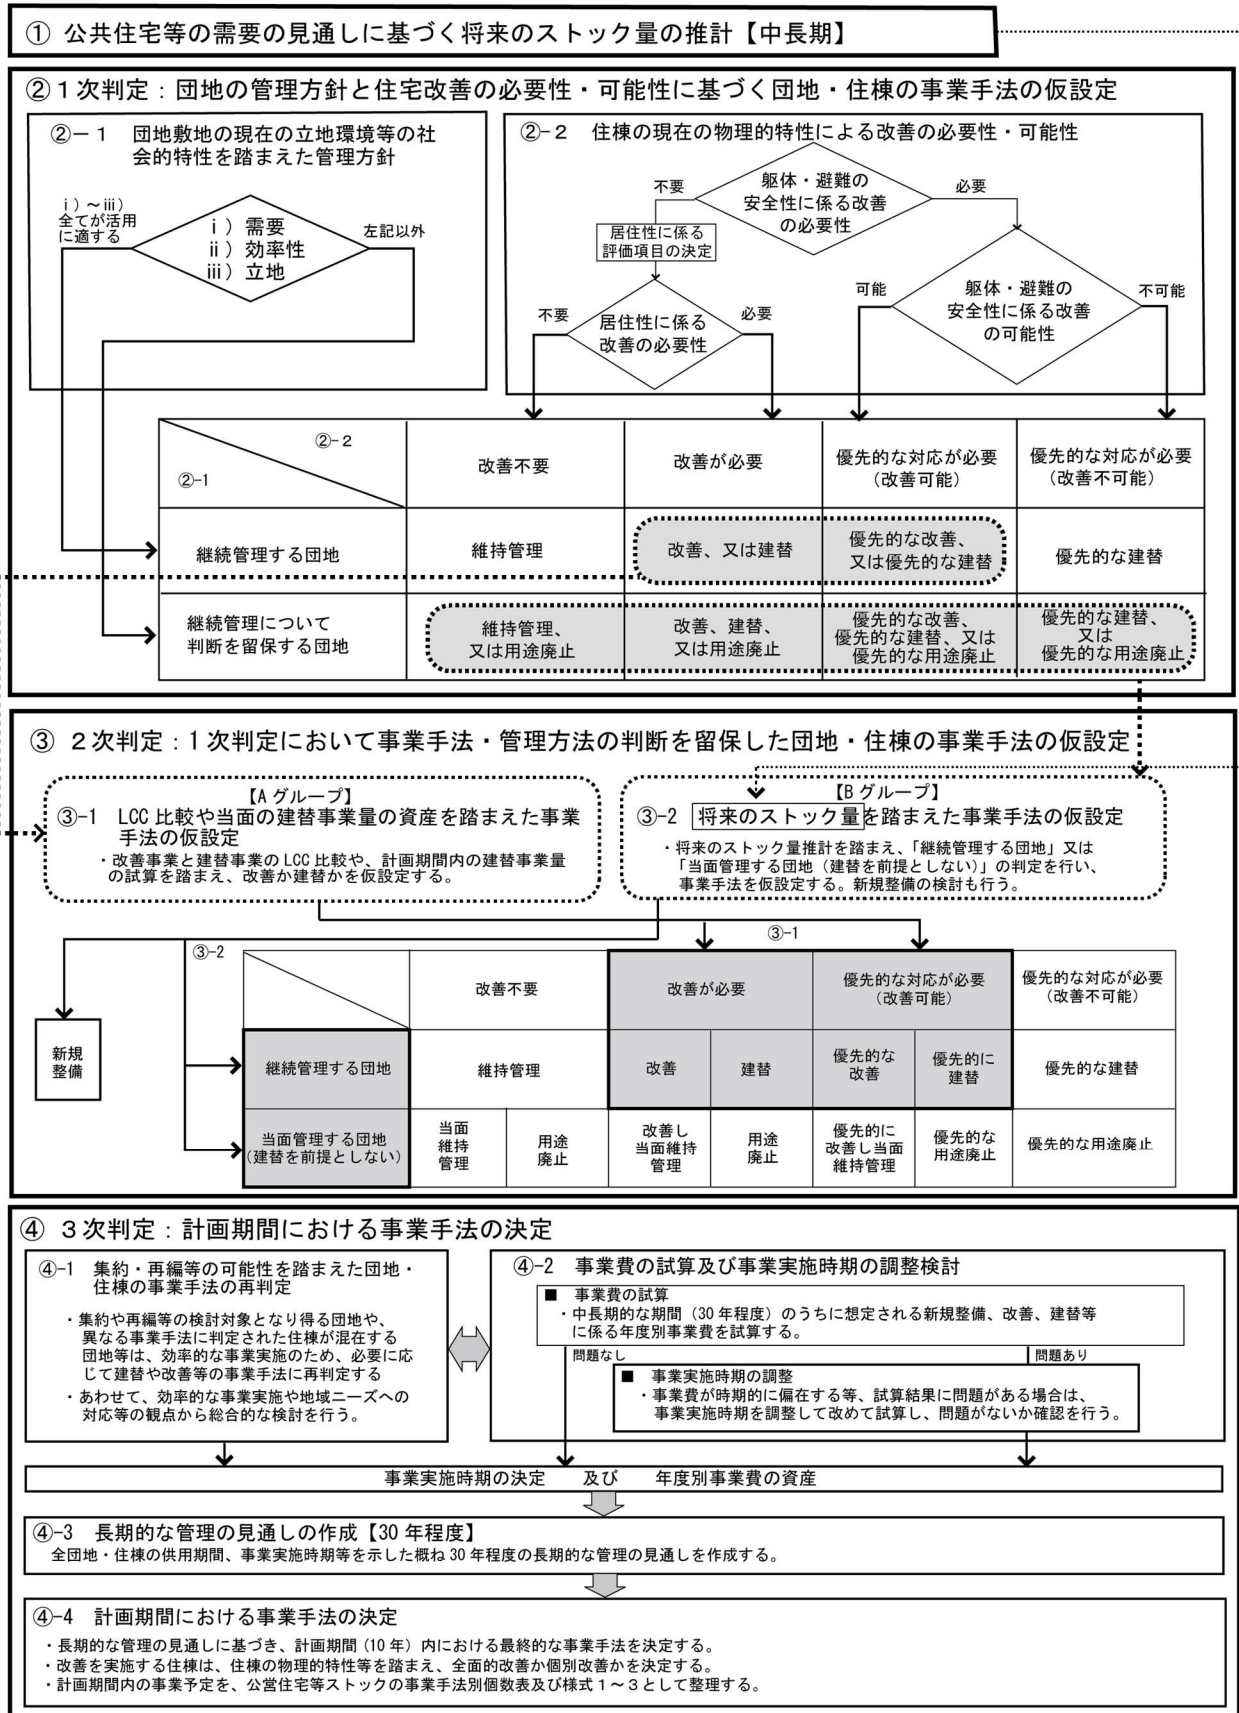 ① 公共住宅等の需要の見通しに基づく将来のストック量の推計【中長期】
②１次判定：団地の管理方針と住宅改善の必要性・可能性に基づく団地・住棟の事業手法の仮設定
②－１ 団地敷地の現在の立地環境等の社
会的特性を踏まえた管理方針
ⅰ）～ⅲ）
全てが活用
に適する
ⅰ）需要
ⅱ）効率性
ⅲ）立地
左記以外
②-２ 住棟の現在の物理的特性による改善の必要性・可能性
不要
躯体・避難の
安全性に係る改善
の必要性
必要
居住性に係る
評価項目の決定
不要
居住性に係る
改善の必要性
必要
可能
躯体・避難の
安全性に係る改善
の可能性
不可能
②-２
②-1
改善不要
改善が必要
優先的な対応が必要
（改善可能）
優先的な対応が必要
（改善不可能）
継続管理する団地
維持管理
改善、又は建替
優先的な改善、
又は優先的な建替
優先的な建替
継続管理について
判断を留保する団地
維持管理、
又は用途廃止
改善、建替、
又は用途廃止
優先的な改善、
優先的な建替、又は
優先的な用途廃止
優先的な建替、
又は
優先的な用途廃止
③ ２次判定：１次判定において事業手法・管理方法の判断を留保した団地・住棟の事業手法の仮設定
【Aグループ】
③-1 LCC比較や当面の建替事業量の資産を踏まえた事業
手法の仮設定
・改善事業と建替事業のLCC比較や、計画期間内の建替事業量
の試算を踏まえ、改善か建替かを仮設定する。
【Bグループ】
③-2 将来のストック量を踏まえた事業手法の仮設定
・将来のストック量推計を踏まえ、「継続管理する団地」又は
「当面管理する団地（建替を前提としない）」の判定を行い、
事業手法を仮設定する。新規整備の検討も行う。
③-1
③-2
新規
整備
改善不要
改善が必要
優先的な対応が必要
（改善可能）
優先的な対応が必要
（改善不可能）
継続管理する団地
維持管理
改善
建替
優先的な
改善
優先的に
建替
優先的な建替
当面管理する団地
（建替を前提としない）
当面
維持
管理
用途
廃止
改善し
当面維持
管理
用途
廃止
優先的に
改善し当面
維持管理
優先的な
用途廃止
優先的な用途廃止
④ ３次判定：計画期間における事業手法の決定
④-1 集約・再編等の可能性を踏まえた団地・
住棟の事業手法の再判定
・集約や再編等の検討対象となり得る団地や、
異なる事業手法に判定された住棟が混在する
団地等は、効率的な事業実施のため、必要に応
じて建替や改善等の事業手法に再判定する
・あわせて、効率的な事業実施や地域ニーズへの
対応等の観点から総合的な検討を行う。
④-2 事業費の試算及び事業実施時期の調整検討
■ 事業費の試算
・中長期的な期間（30年程度）のうちに想定される新規整備、改善、建替等
に係る年度別事業費を試算する。
問題なし
問題あり
■ 事業実施時期の調整
・事業費が時期的に偏在する等、試算結果に問題がある場合は、
事業実施時期を調整して改めて試算し、問題がないか確認を行う。
事業実施時期の決定 及び 年度別事業費の資産
④-3 長期的な管理の見通しの作成【30年程度】
全団地・住棟の供用期間、事業実施時期等を示した概ね30年程度の長期的な管理の見通しを作成する。
④-4 計画期間における事業手法の決定
・長期的な管理の見通しに基づき、計画期間（10年）内における最終的な事業手法を決定する。
・改善を実施する住棟は、住棟の物理的特性等を踏まえ、全面的改善か個別改善かを決定する。
・計画期間内の事業予定を、公営住宅等ストックの事業手法別個数表及び様式１～３として整理する。